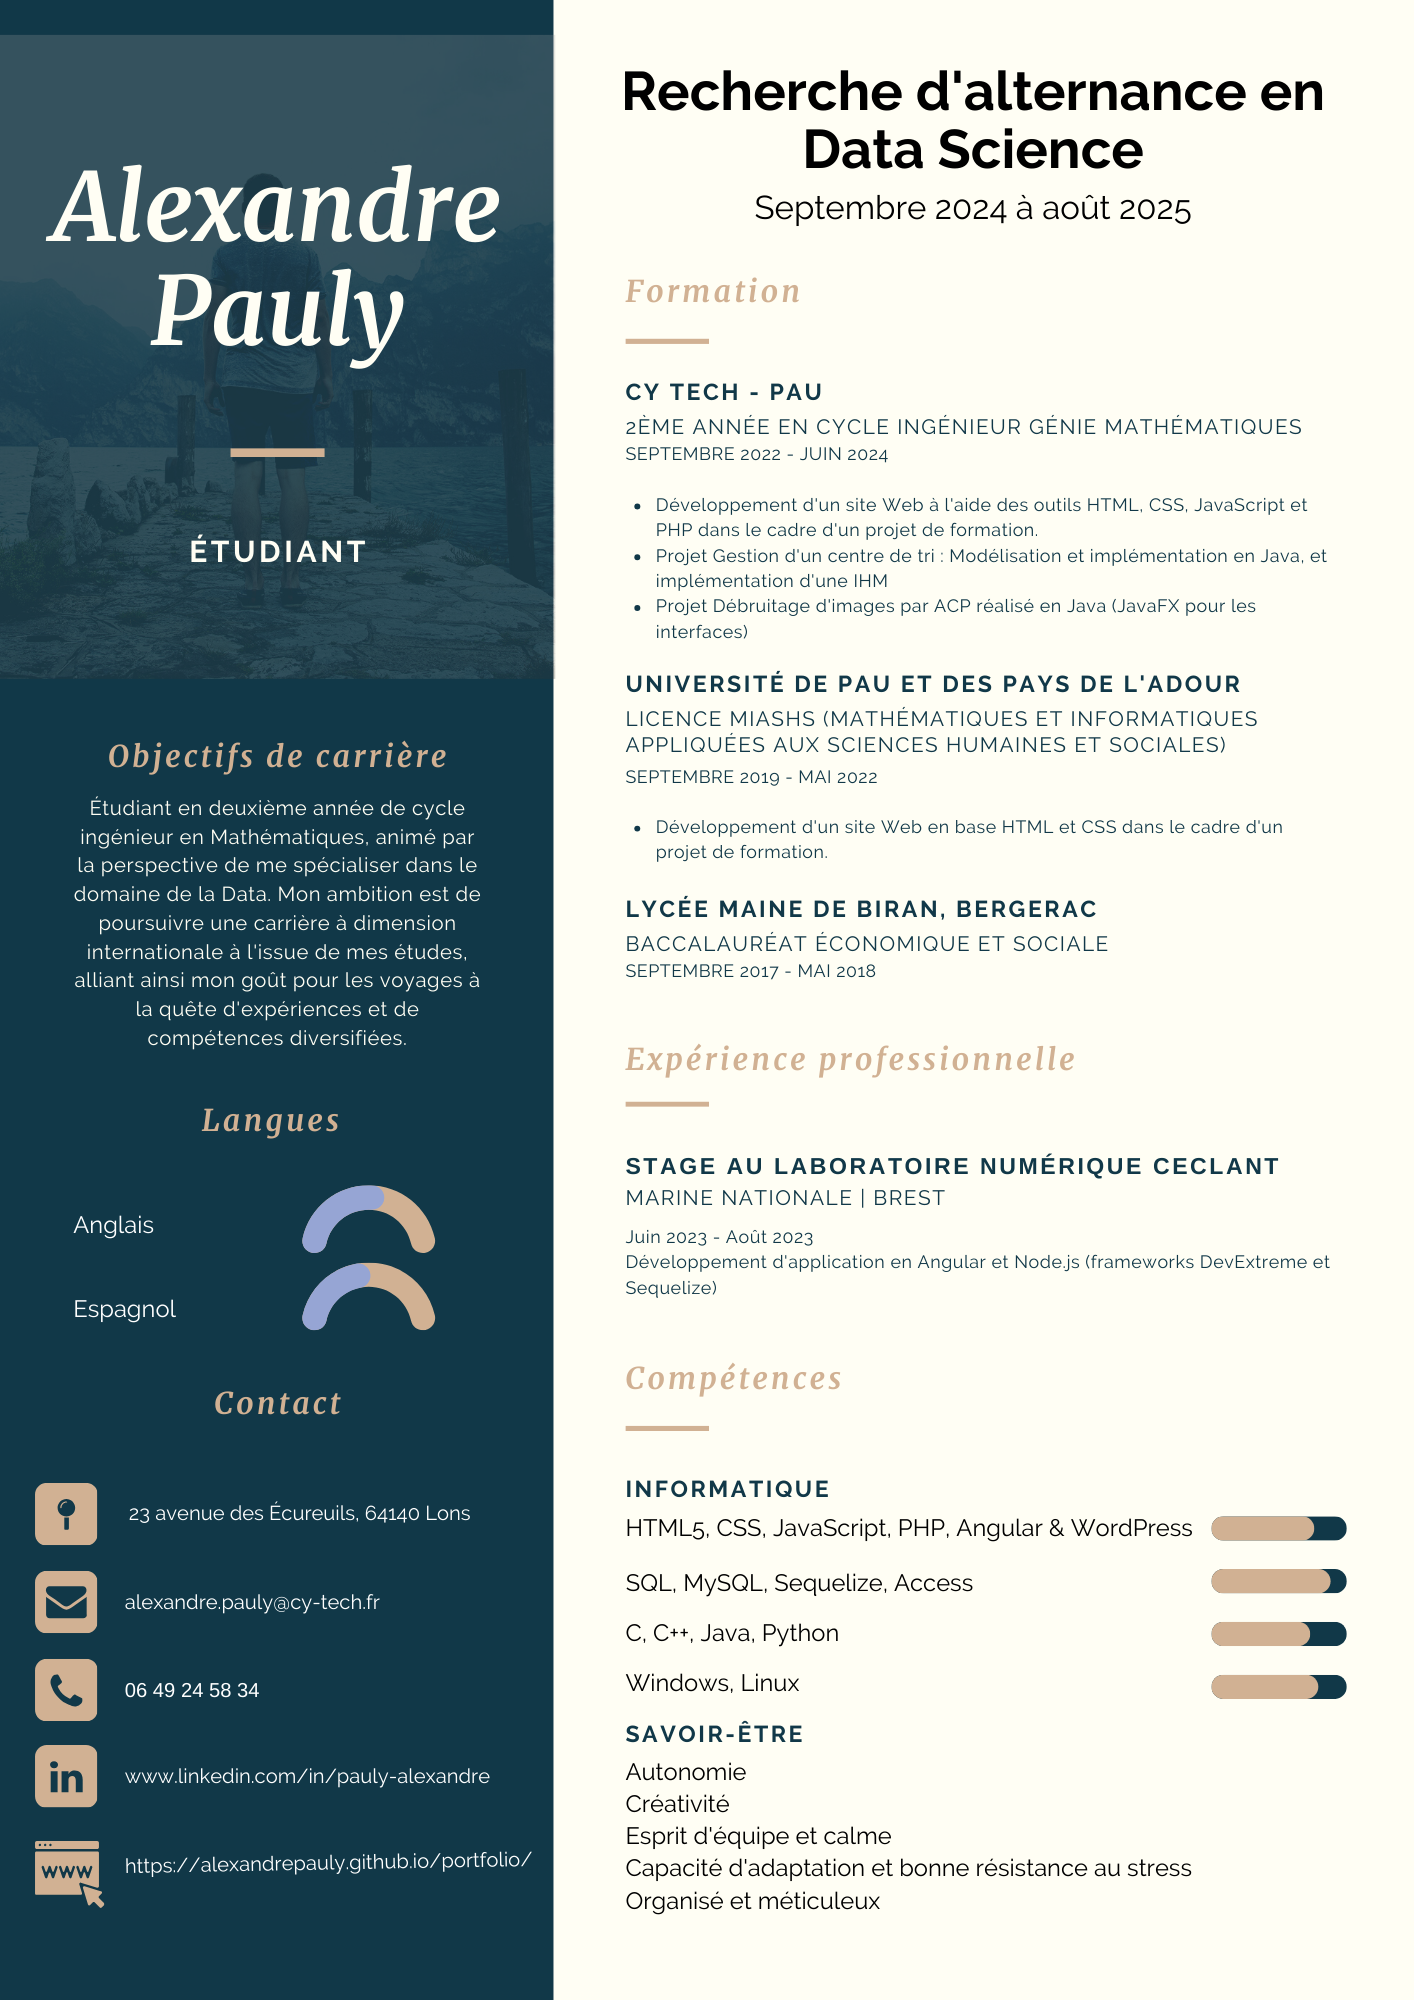 Alexandre
Pauly
ÉTUDIANT
Objectifs de carrière
Étudiant en deuxième année de cycle
ingénieur en Mathématiques, animé par
la perspective de me spécialiser dans le
domaine de la Data. Mon ambition est de
poursuivre une carrière à dimension
internationale à l'issue de mes études,
alliant ainsi mon goût pour les voyages à
la quête d'expériences et de
compétences diversifiées.
Langues
Anglais
Espagnol
Contact
23 avenue des Écureuils, 64140 Lons
alexandre.pauly@cy-tech.fr
06 49 24 58 34
in
www.linkedin.com/in/pauly-alexandre
www
https://alexandrepauly.github.io/portfolio/
Recherche d'alternance en
Data Science
Septembre 2024 à août 2025
Formation
CY TECH - PAU
2ÈME ANNÉE EN CYCLE INGÉNIEUR GÉNIE MATHÉMATIQUES
SEPTEMBRE 2022 - JUIN 2024
• Développement d'un site Web à l'aide des outils HTML, CSS, JavaScript et
PHP dans le cadre d'un projet de formation.
• Projet Gestion d'un centre de tri : Modélisation et implémentation en Java, et
implémentation d'une IHM
• Projet Débruitage d'images par ACP réalisé en Java (JavaFX pour les
interfaces)
UNIVERSITÉ DE PAU ET DES PAYS DE L'ADOUR
LICENCE MIASHS (MATHÉMATIQUES ET INFORMATIQUES
APPLIQUÉES AUX SCIENCES HUMAINES ET SOCIALES)
SEPTEMBRE 2019 - MAI 2022
• Développement d'un site Web en base HTML et CSS dans le cadre d'un
projet de formation.
LYCÉE MAINE DE BIRAN, BERGERAC
BACCALAURÉAT ÉCONOMIQUE ET SOCIALE
SEPTEMBRE 2017 - MAI 2018
Expérience professionnelle
STAGE AU LABORATOIRE NUMÉRIQUE CECLANT
MARINE NATIONALE | BREST
Juin 2023 - Août 2023
Développement d'application en Angular et Node.js (frameworks DevExtreme et
Sequelize)
Compétences
INFORMATIQUE
HTML5, CSS, JavaScript, PHP, Angular & WordPress
SQL, MySQL, Sequelize, Access
C, C++, Java, Python
Windows, Linux
SAVOIR-ÊTRE
Autonomie
Créativité
Esprit d'équipe et calme
Capacité d'adaptation et bonne résistance au stress
Organisé et méticuleux